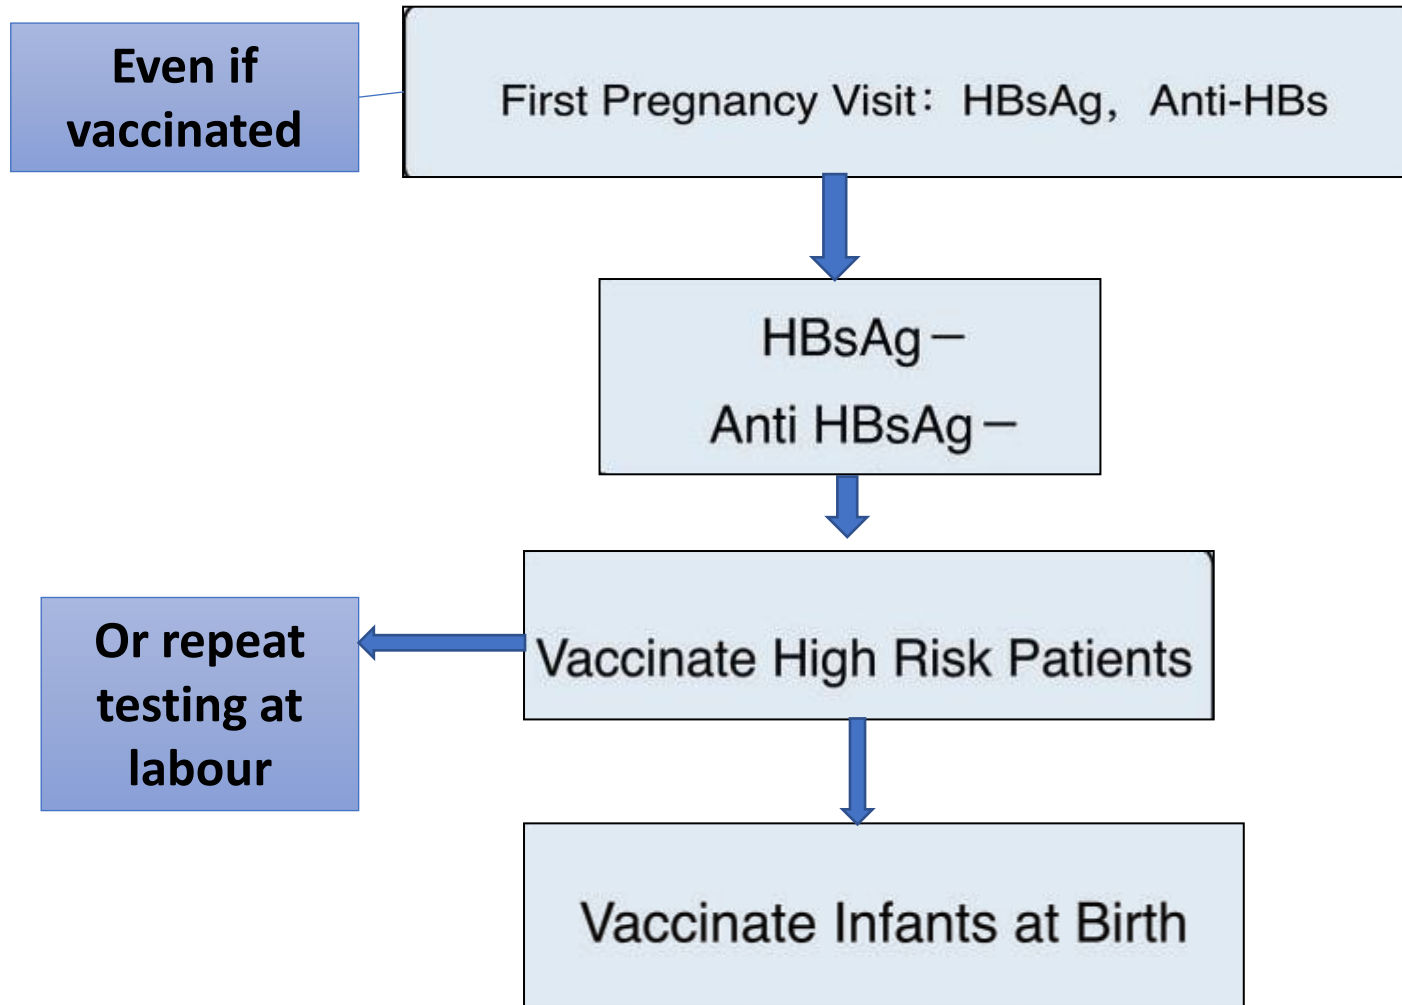 Even if
vaccinated
First Pregnancy Visit: HBsAg, Anti-HBs
HBsAg –
Anti HBsAg –
Vaccinate High Risk Patients
Or repeat
testing at
labour
Vaccinate Infants at Birth